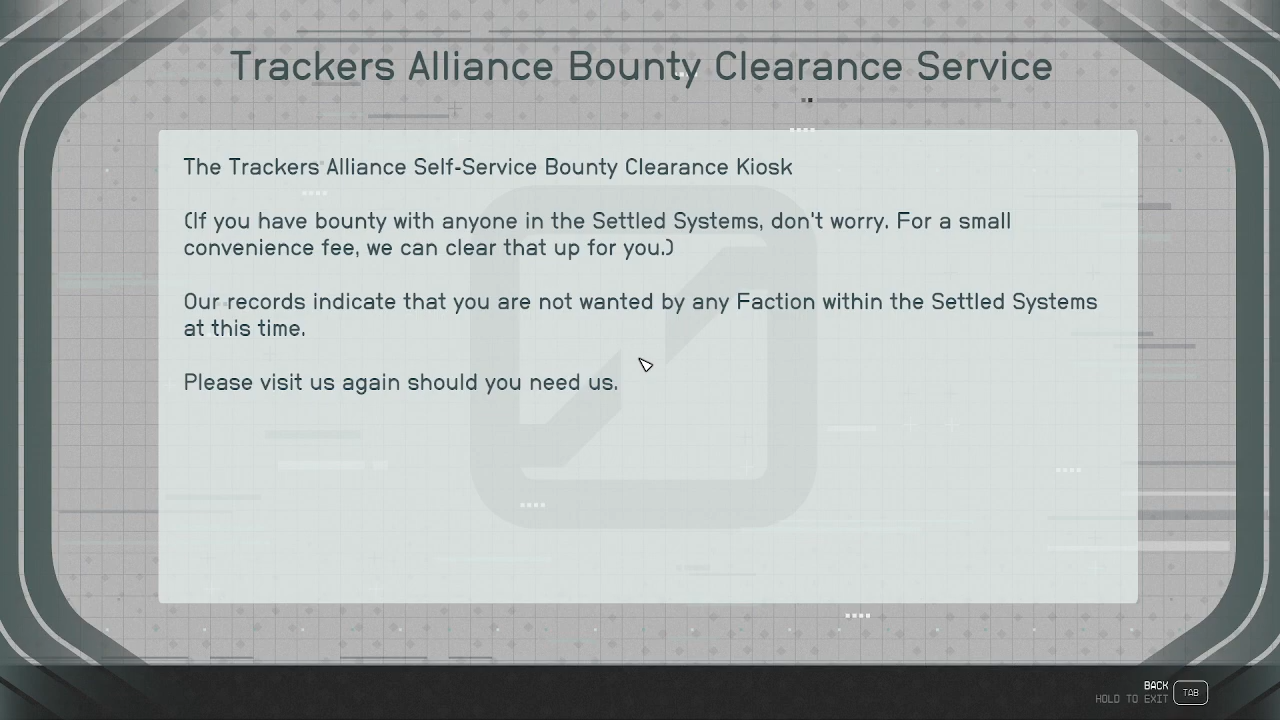 Trackers Alliance Bounty Clearance Service
The Trackers Alliance Self-Service Bounty Clearance Kiosk
(If you have bounty with anyone in the Settled Systems, don't worry. For a small
convenience fee, we can clear that up for you.)
Our records indicate that you are not wanted by any Faction within the Settled Systems
at this time.
Please visit us again should you need us.
BACK
HOLD TO EXIT
TAB